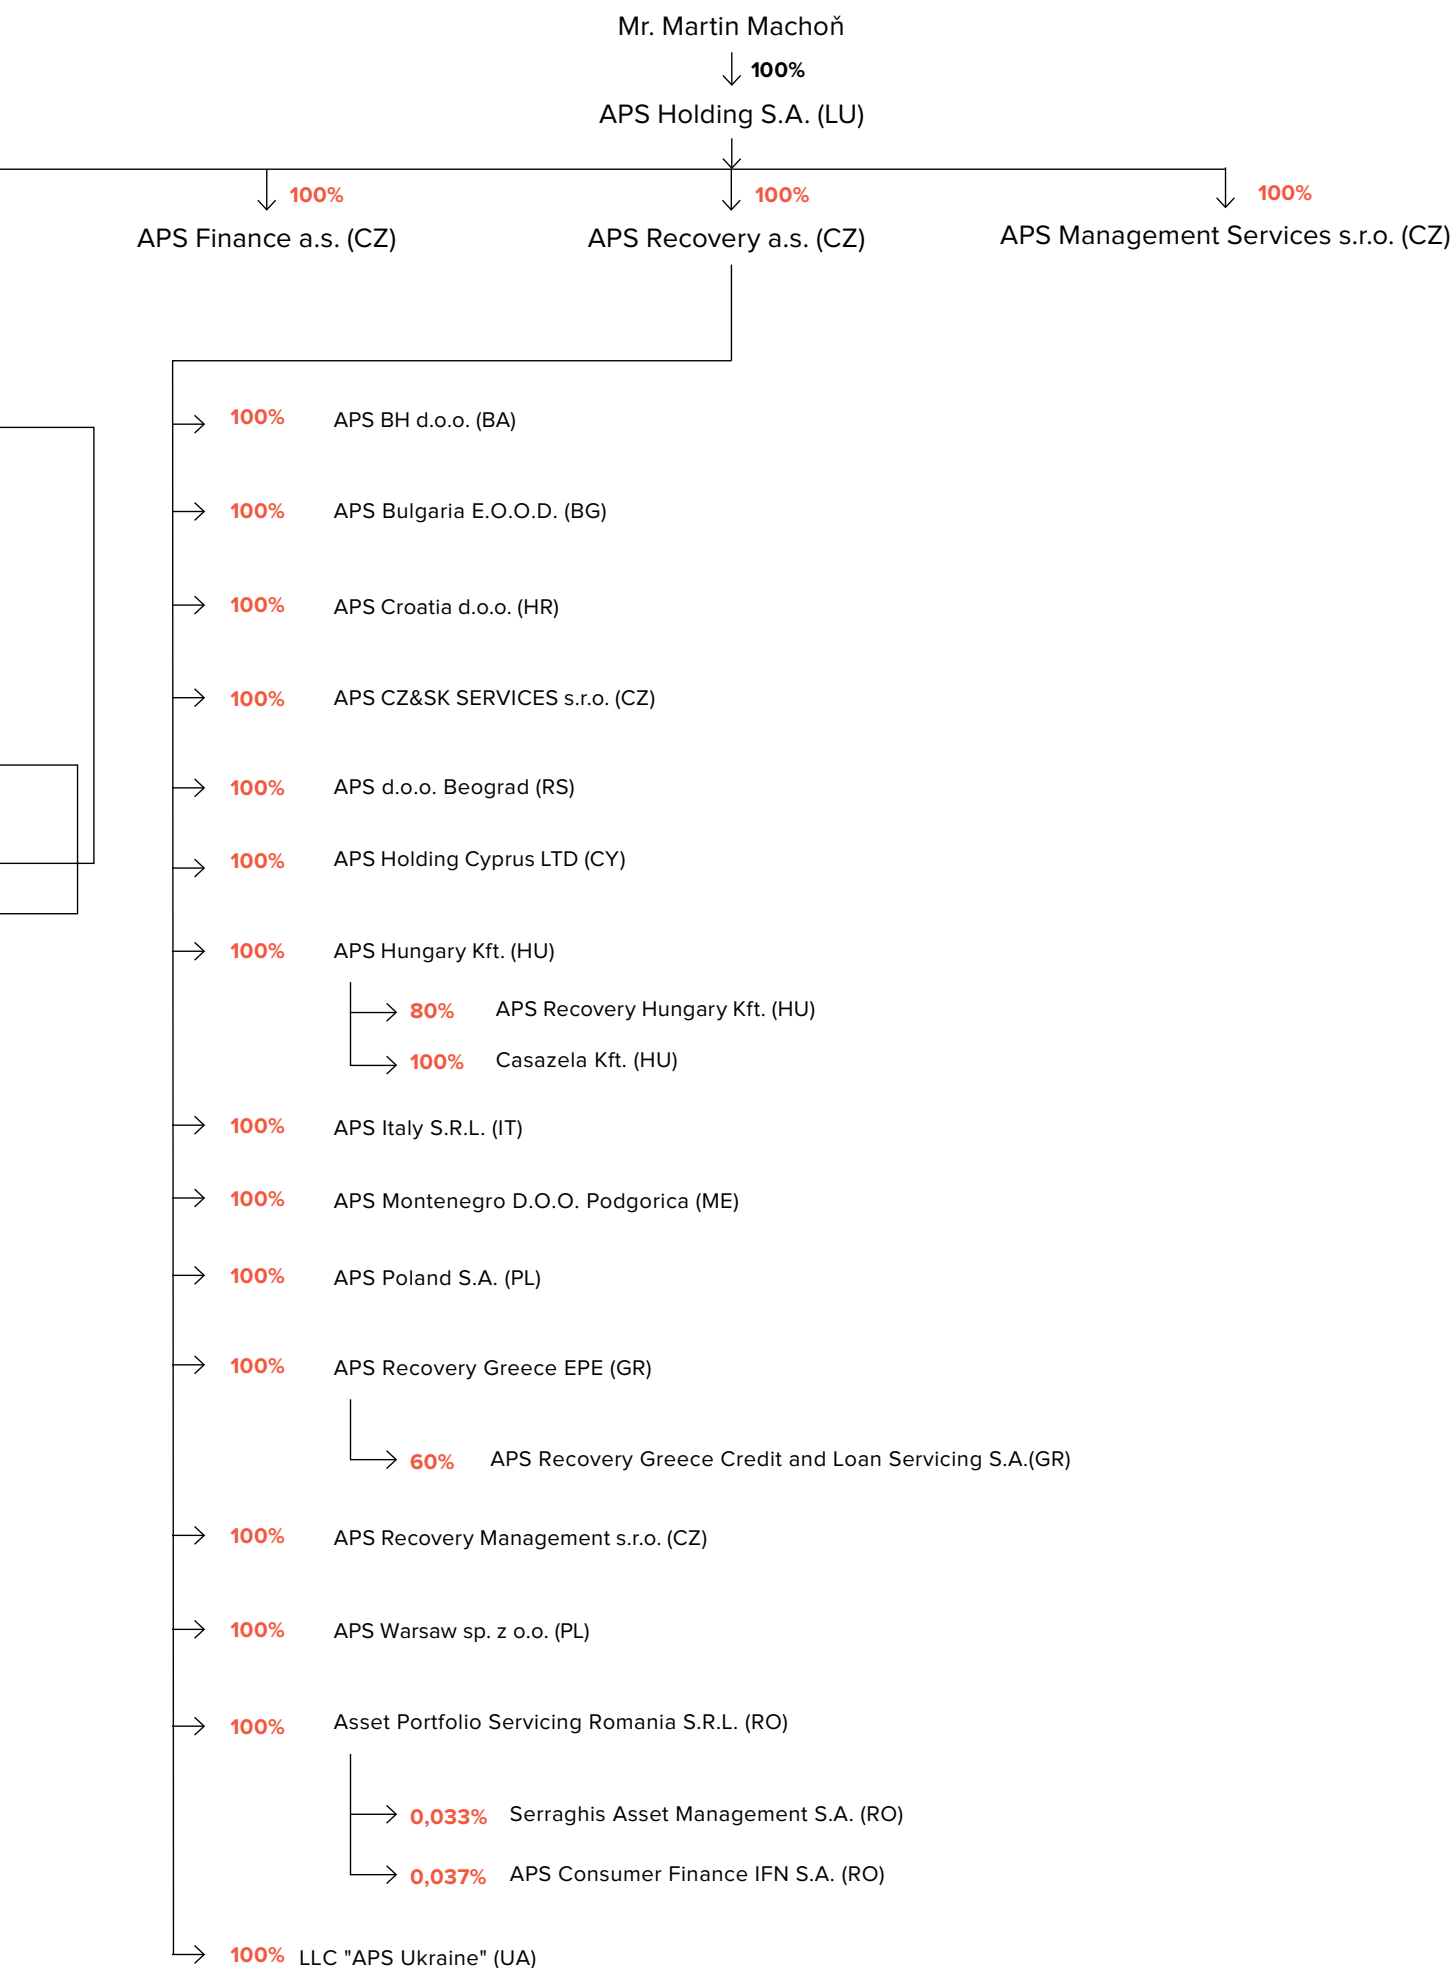 Mr. Martin Machoň
100%
APS Holding S.A. (LU)
100%
100%
100%
APS Finance a.s. (CZ)
APS Recovery a.s. (CZ)
APS Management Services s.r.o. (CZ)
100% APS BH d.o.o. (BA)
100% APS Bulgaria E.O.O.D. (BG)
100% APS Croatia d.o.o. (HR)
100% APS CZ&SK SERVICES s.r.o. (CZ)
100% APS d.o.o. Beograd (RS)
100% APS Holding Cyprus LTD (CY)
100% APS Hungary Kft. (HU)
80% APS Recovery Hungary Kft. (HU)
100% Casazela Kft. (HU)
100% APS Italy S.R.L. (IT)
100% APS Montenegro D.O.O. Podgorica (ME)
100% APS Poland S.A. (PL)
100% APS Recovery Greece EPE (GR)
60% APS Recovery Greece Credit and Loan Servicing S.A.(GR)
100% APS Recovery Management s.r.o. (CZ)
100% APS Warsaw sp. z o.o. (PL)
100% Asset Portfolio Servicing Romania S.R.L. (RO)
0,033% Serraghis Asset Management S.A. (RO)
0,037% APS Consumer Finance IFN S.A. (RO)
100% LLC "APS Ukraine" (UA)